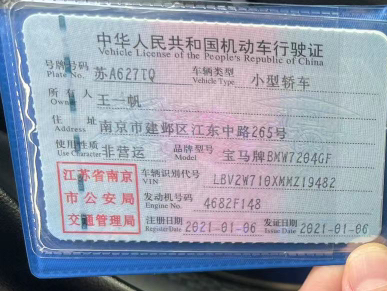 中华人民共和国机动车行驶证
Vehicle License of the People's Republic of China
号牌号码 Plate No. 苏A627TQ 车辆类型 Vehicle Type 小型轿车
所有人 Owner 王一帆
住址 Address 南京市建邺区江东中路265号
使用性质 Use Character 非营运 品牌型号 Model 宝马牌BMW7204GF
江苏省南京市公安局交通管理局
车辆识别代号 VIN LBV2W710XMMZ19482
发动机号码 Engine No. 4682F148
注册日期 Register Date 2021-01-06 发证日期 Issue Date 2021-01-06